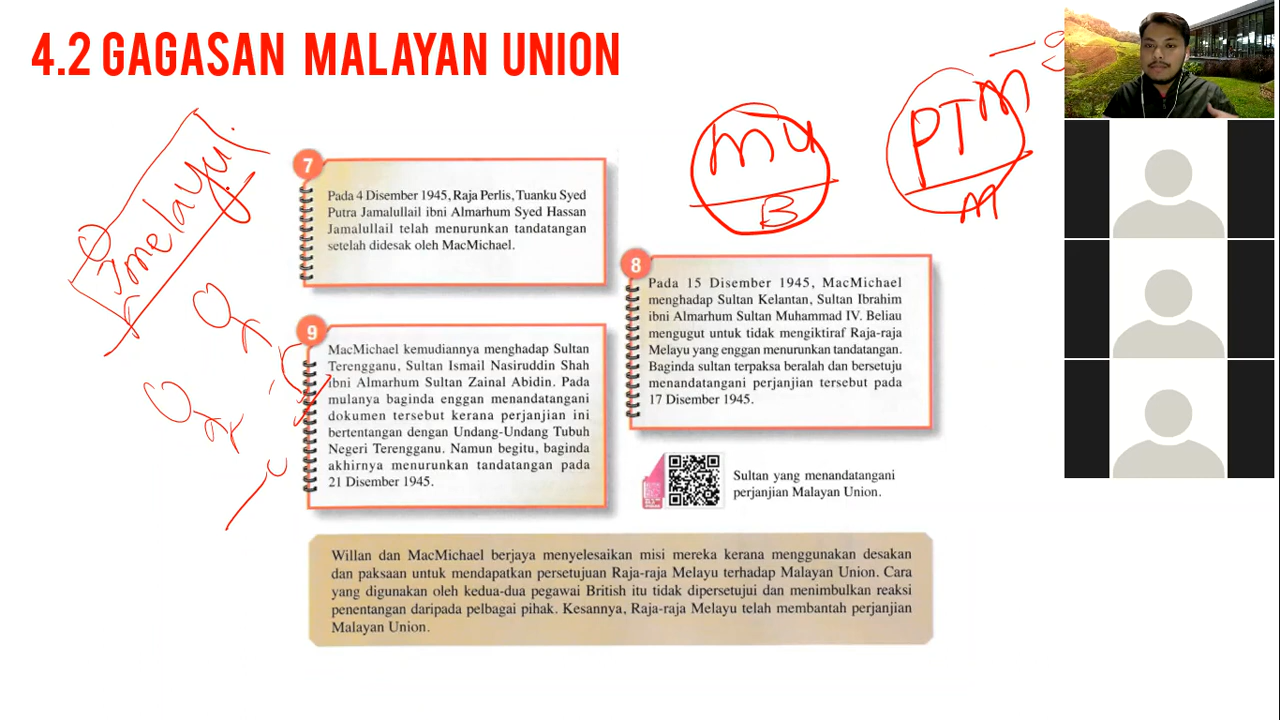 4.2 GAGASAN MALAYAN UNION
MU
B
PTM
M
melayu
7
Pada 4 Disember 1945, Raja Perlis, Tuanku Syed
Putra Jamalullail ibni Almarhum Syed Hassan
Jamalullail telah menurunkan tandatangan
setelah didesak oleh MacMichael.
8
Pada 15 Disember 1945, MacMichael
menghadap Sultan Kelantan, Sultan Ibrahim
ibni Almarhum Sultan Muhammad IV. Beliau
mengugut untuk tidak mengiktiraf Raja-raja
Melayu yang enggan menurunkan tandatangan.
Baginda sultan terpaksa beralah dan bersetuju
menandatangani perjanjian tersebut pada
17 Disember 1945.
9
MacMichael kemudiannya menghadap Sultan
Terengganu, Sultan Ismail Nasiruddin Shah
ibni Almarhum Sultan Zainal Abidin. Pada
mulanya baginda enggan menandatangani
dokumen tersebut kerana perjanjian ini
bertentangan dengan Undang-Undang Tubuh
Negeri Terengganu. Namun begitu, baginda
akhirnya menurunkan tandatangan pada
21 Disember 1945.
Sultan yang menandatangani
perjanjian Malayan Union.
Willan dan MacMichael berjaya menyelesaikan misi mereka kerana menggunakan desakan
dan paksaan untuk mendapatkan persetujuan Raja-raja Melayu terhadap Malayan Union. Cara
yang digunakan oleh kedua-dua pegawai British itu tidak dipersetujui dan menimbulkan reaksi
penentangan daripada pelbagai pihak. Kesannya, Raja-raja Melayu telah membantah perjanjian
Malayan Union.